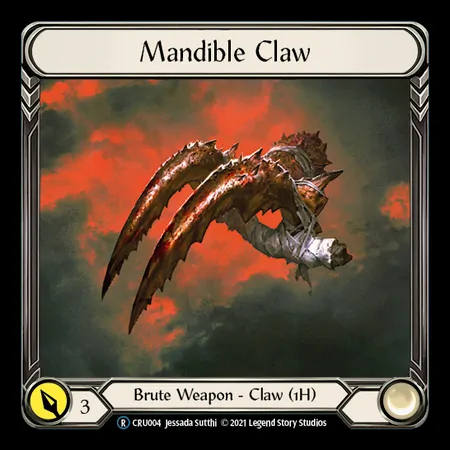 Mandible Claw
Brute Weapon - Claw (1H)
3
R CRU004 Jessada Sutthi © 2021 Legend Story Studios